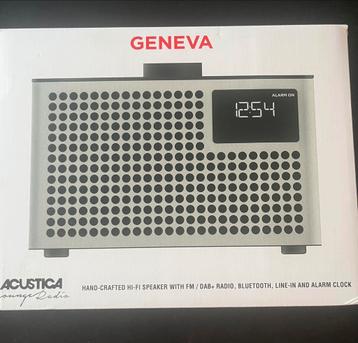 GENEVA
ALARM ON
12:54
ACUSTICA
Lounge Radio
HAND-CRAFTED HI-FI SPEAKER WITH FM / DAB+ RADIO, BLUETOOTH, LINE-IN AND ALARM CLOCK